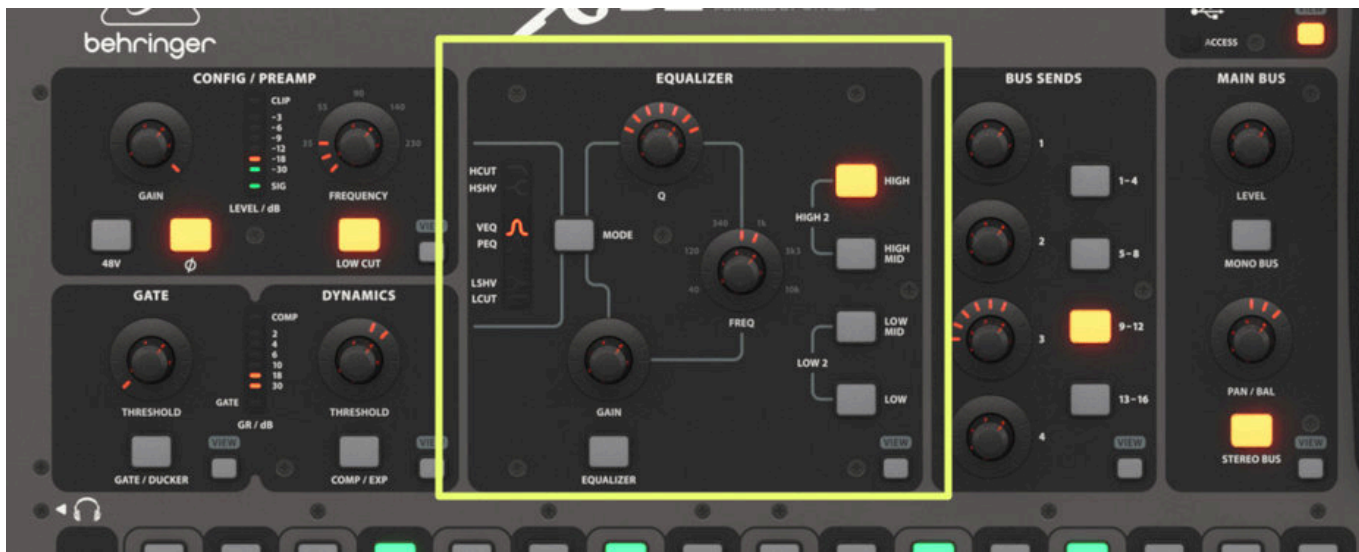 behringer
32
POWERED BY
ACCESS
VIEW
CONFIG / PREAMP
CLIP
-3
-6
-9
-12
-18
-30
SIG
LEVEL / dB
GAIN
35
55
90
140
230
FREQUENCY
48V
Ø
LOW CUT
VIEW
GATE
DYNAMICS
COMP
2
4
6
10
18
30
GATE
GR / dB
THRESHOLD
THRESHOLD
VIEW
VIEW
GATE / DUCKER
COMP / EXP
EQUALIZER
HCUT
HSHV
VEQ
PEQ
LSHV
LCUT
MODE
Q
40
120
340
1k
3k3
10k
FREQ
GAIN
EQUALIZER
HIGH
HIGH 2
HIGH
MID
LOW
MID
LOW 2
LOW
VIEW
BUS SENDS
1
2
3
4
1-4
5-8
9-12
13-16
VIEW
MAIN BUS
LEVEL
MONO BUS
PAN / BAL
STEREO BUS
VIEW